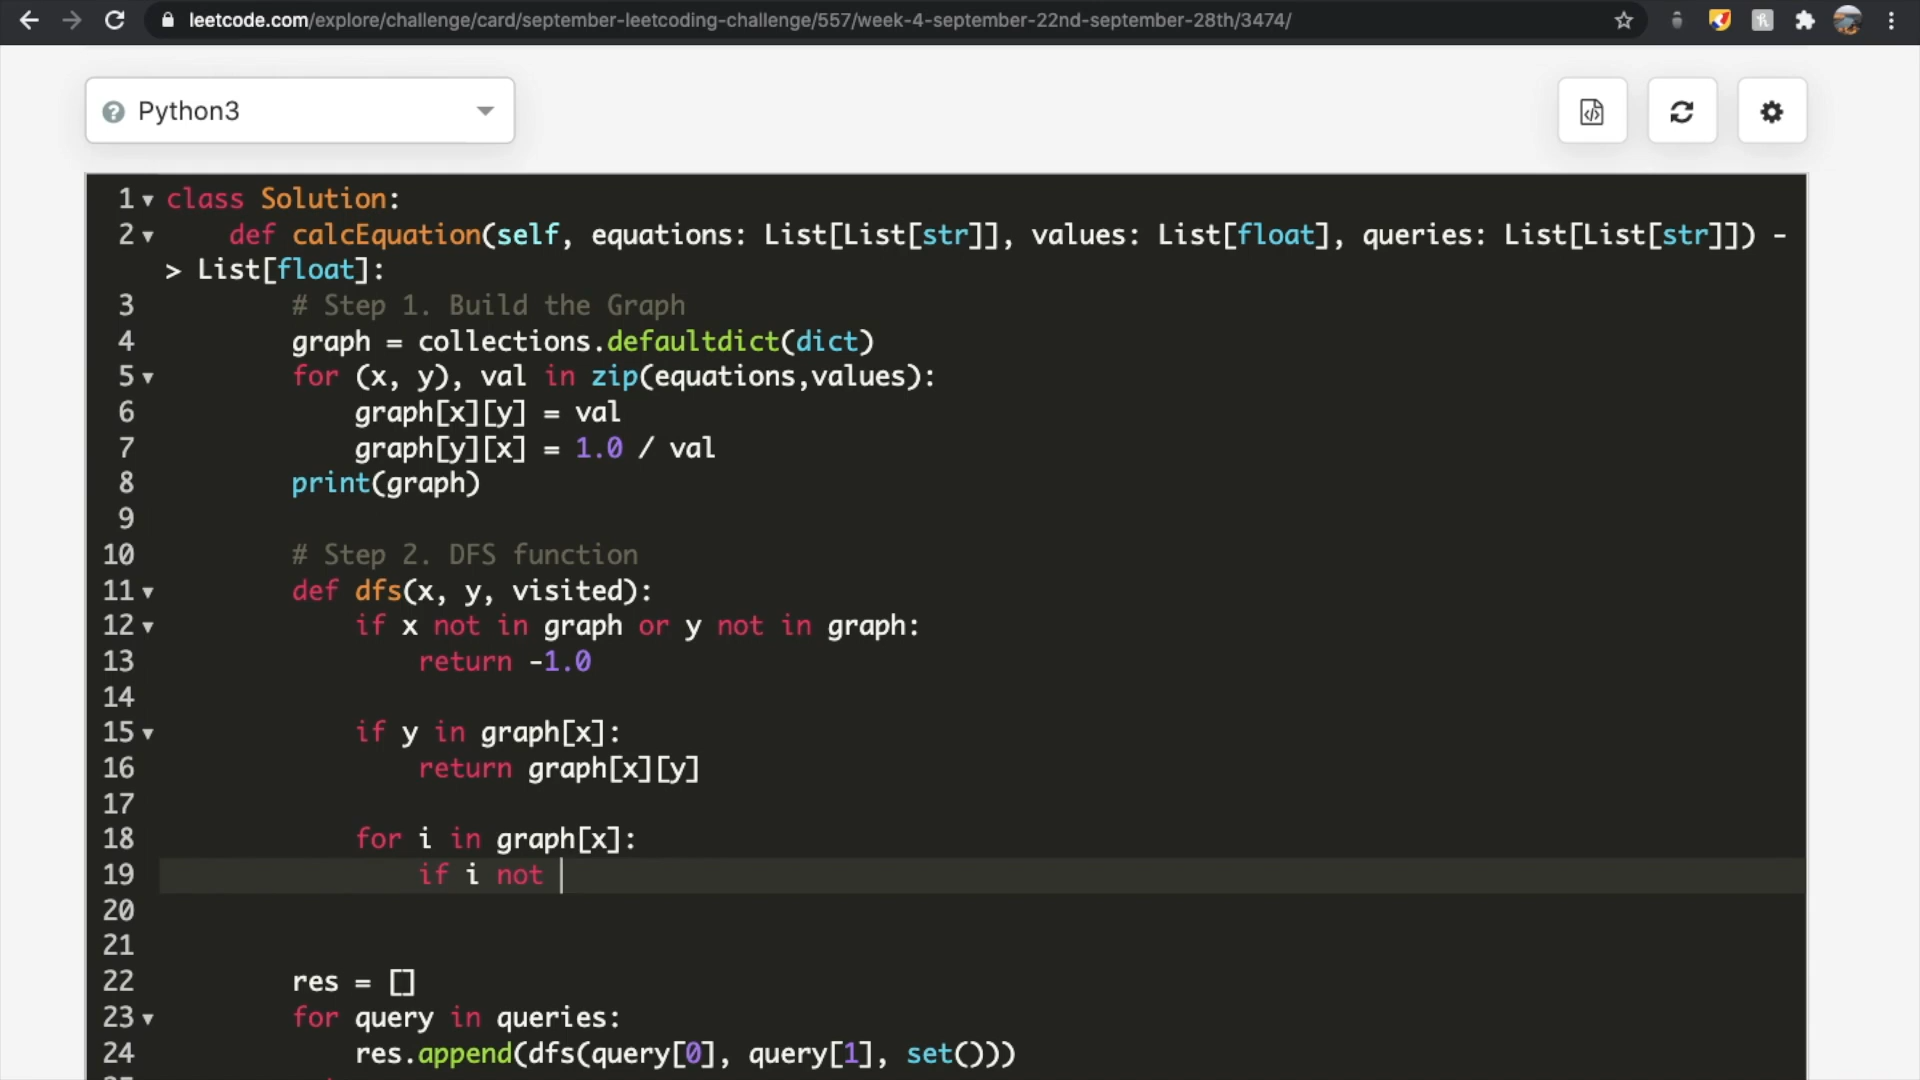 leetcode.com/explore/challenge/card/september-leetcoding-challenge/557/week-4-september-22nd-september-28th/3474/
Python3
1 class Solution:
2     def calcEquation(self, equations: List[List[str]], values: List[float], queries: List[List[str]]) -
> List[float]:
3         # Step 1. Build the Graph
4         graph = collections.defaultdict(dict)
5         for (x, y), val in zip(equations,values):
6             graph[x][y] = val
7             graph[y][x] = 1.0 / val
8         print(graph)
9
10         # Step 2. DFS function
11         def dfs(x, y, visited):
12             if x not in graph or y not in graph:
13                 return -1.0
14
15             if y in graph[x]:
16                 return graph[x][y]
17
18             for i in graph[x]:
19                 if i not
20
21
22         res = []
23         for query in queries:
24             res.append(dfs(query[0], query[1], set()))